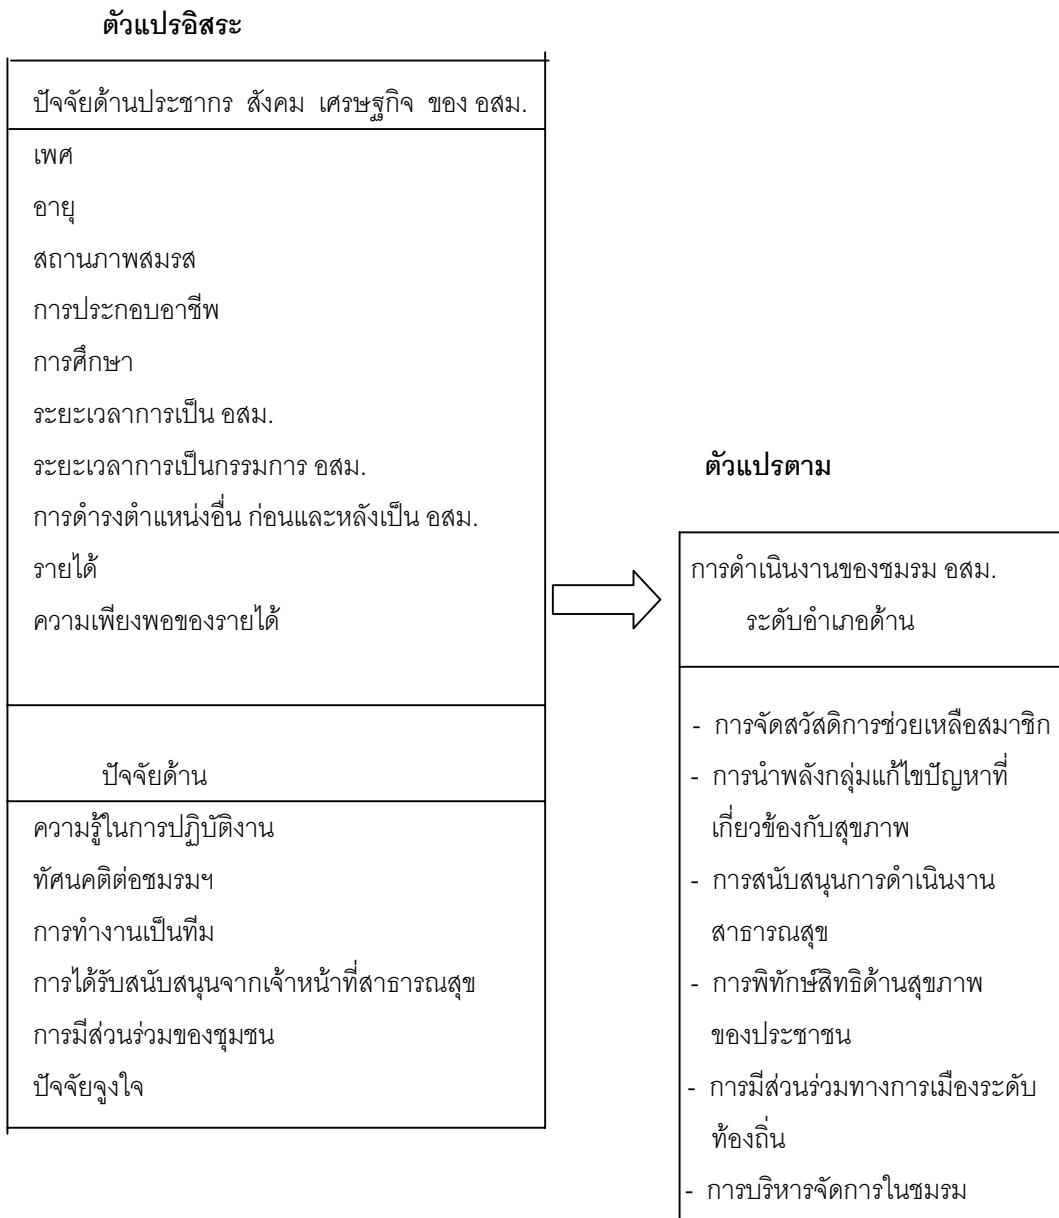 ตัวแปรอิสระ
ปัจจัยด้านประชากร สังคม เศรษฐกิจ ของ อสม.
เพศ
อายุ
สถานภาพสมรส
การประกอบอาชีพ
การศึกษา
ระยะเวลาการเป็น อสม.
ระยะเวลาการเป็นกรรมการ อสม.
การดำรงตำแหน่งอื่น ก่อนและหลังเป็น อสม.
รายได้
ความเพียงพอของรายได้
ปัจจัยด้าน
ความรู้ในการปฏิบัติงาน
ทัศนคติต่อชมรมฯ
การทำงานเป็นทีม
การได้รับสนับสนุนจากเจ้าหน้าที่สาธารณสุข
การมีส่วนร่วมของชุมชน
ปัจจัยจูงใจ
ตัวแปรตาม
การดำเนินงานของชมรม อสม.
ระดับอำเภอด้าน
- การจัดสวัสดิการช่วยเหลือสมาชิก
- การนำพลังกลุ่มแก้ไขปัญหาที่
เกี่ยวข้องกับสุขภาพ
- การสนับสนุนการดำเนินงาน
สาธารณสุข
- การพิทักษ์สิทธิด้านสุขภาพ
ของประชาชน
- การมีส่วนร่วมทางการเมืองระดับ
ท้องถิ่น
- การบริหารจัดการในชมรม